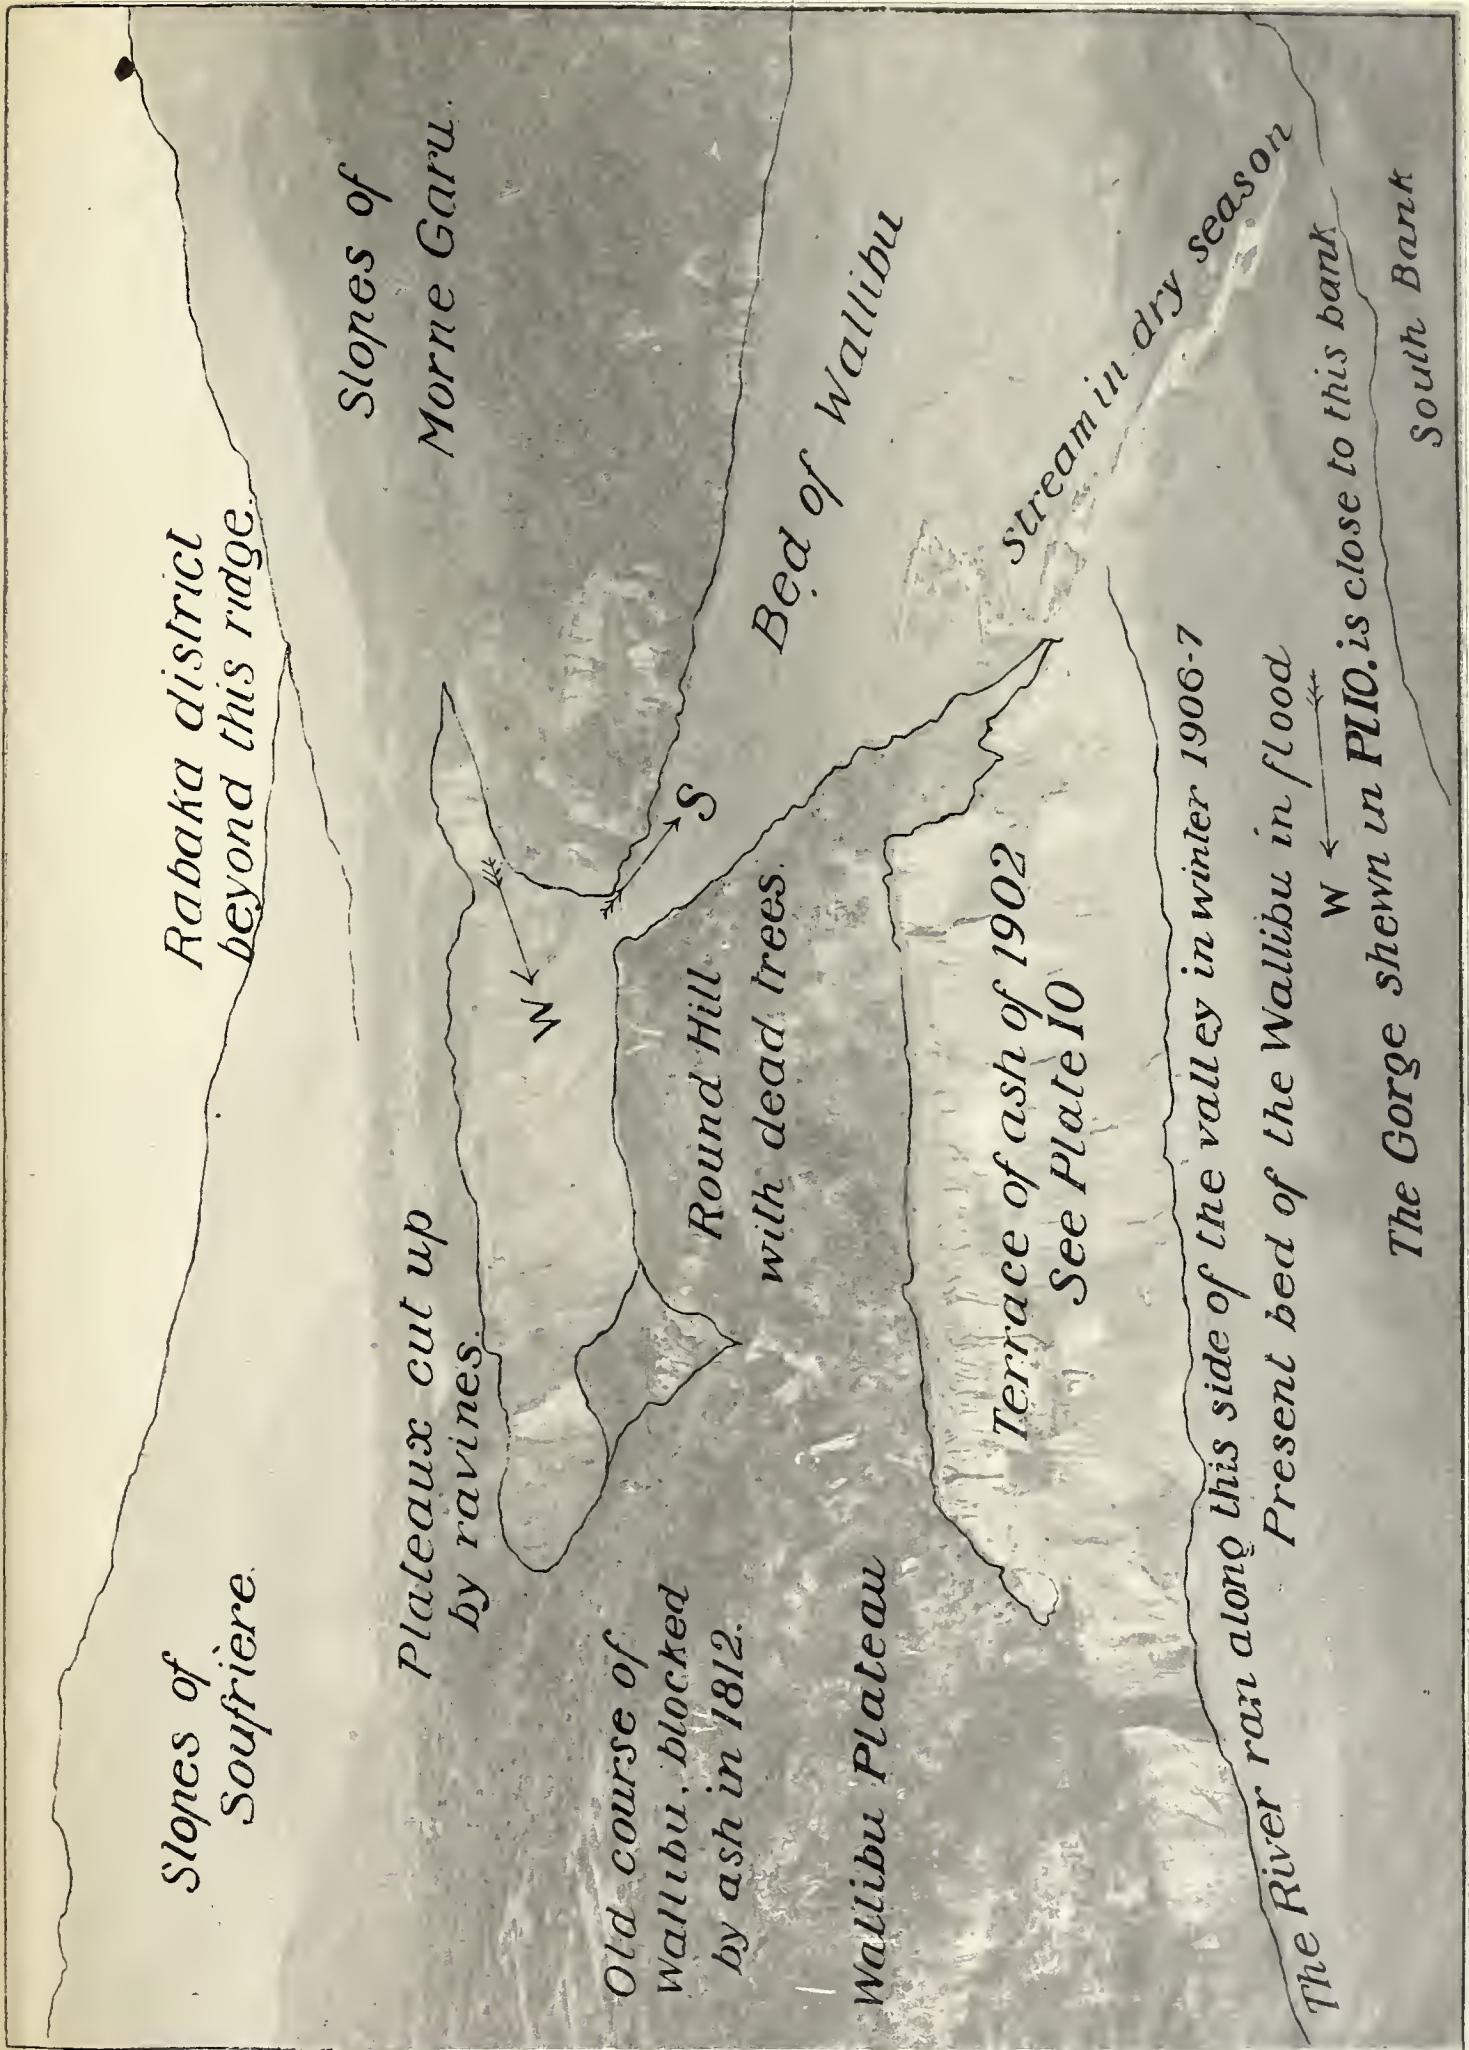 Slopes of
Soufrière.
Rabaka district
beyond this ridge.
Slopes of
Morne Garu.
Plateaux cut up
by ravines.
W
S
Old course of
Wallibu, blocked
by ash in 1812.
Round Hill
with dead trees.
Bed of Wallibu
Wallibu Plateau
Terrace of ash of 1902
See Plate 10
Stream in dry season
The River ran along this side of the valley in winter 1906-7
Present bed of the Wallibu in flood
W
The Gorge shewn in Pl 10. is close to this bank
South Bank